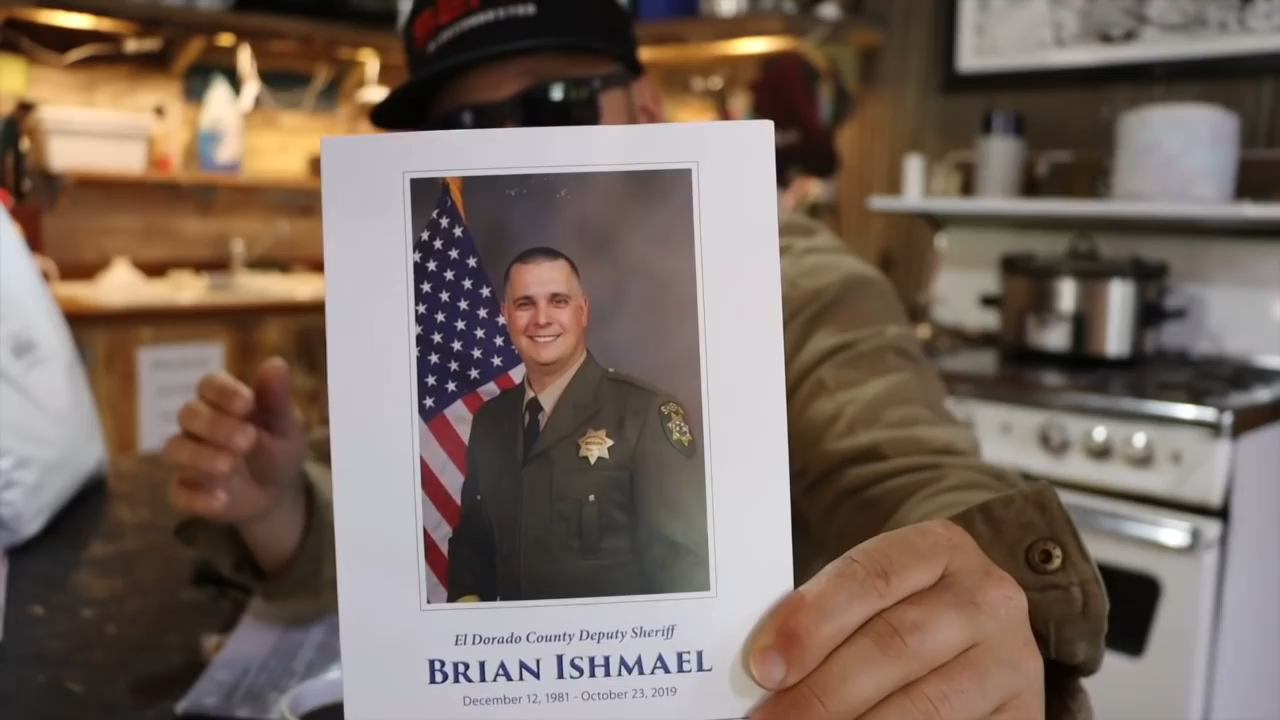 El Dorado County Deputy Sheriff
BRIAN ISHMAEL
December 12, 1981 - October 23, 2019